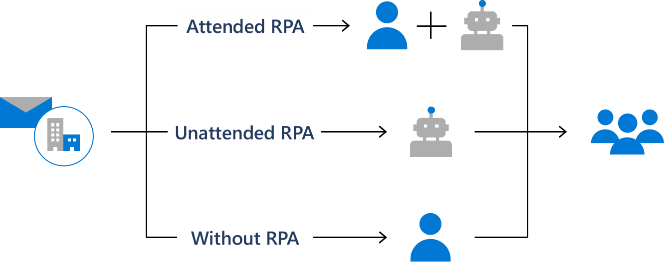 Attended RPA
Unattended RPA
Without RPA